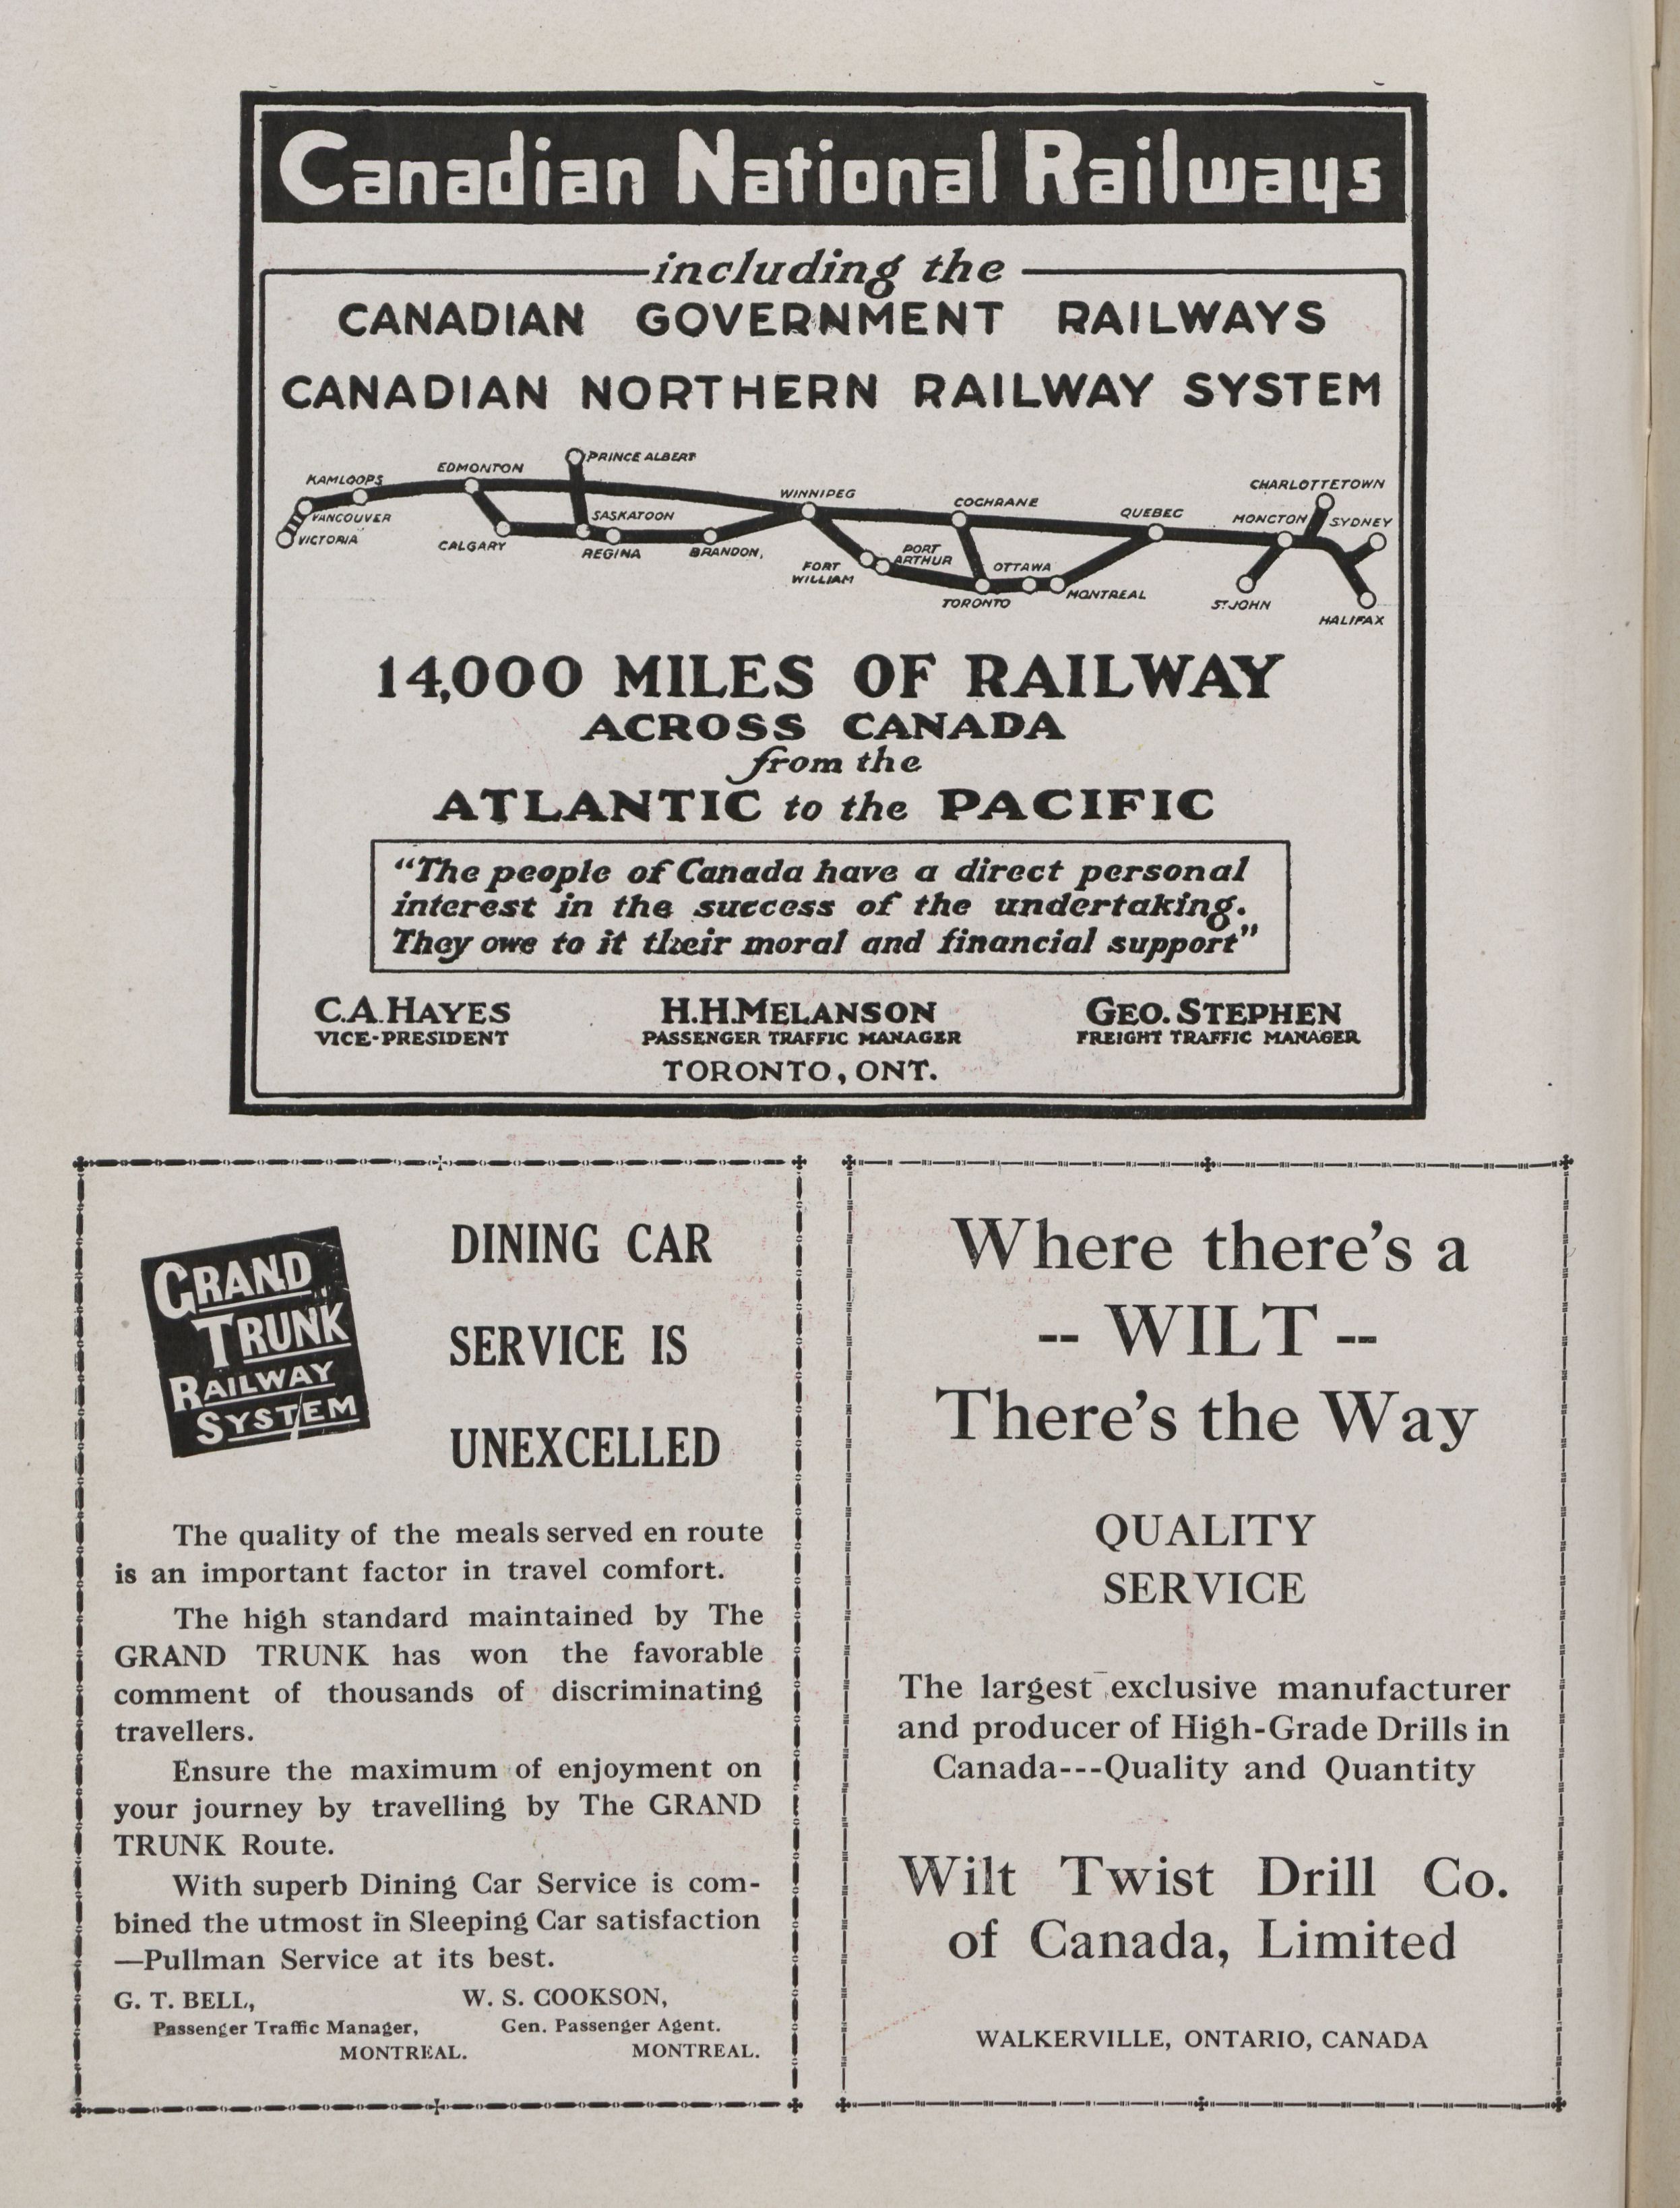 Canadian National Railways
including the
CANADIAN GOVERNMENT RAILWAYS
CANADIAN NORTHERN RAILWAY SYSTEM
PRINCE ALBERT
EDMONTON
KAMLOOPS
VANCOUVER
VICTORIA
CALGARY
SASKATOON
REGINA
BRANDON,
WINNIPEG
FORT
WILLIAM
PORT
ARTHUR
COCHRANE
OTTAWA
TORONTO
MONTREAL
QUEBEC
CHARLOTTETOWN
MONCTON
SYDNEY
ST JOHN
HALIFAX
14,000 MILES OF RAILWAY
ACROSS CANADA
from the
ATLANTIC to the PACIFIC
"The people of Canada have a direct personal
interest in the success of the undertaking.
They owe to it their moral and financial support"
C.A. HAYES
VICE-PRESIDENT
H.H. MELANSON
PASSENGER TRAFFIC MANAGER
GEO. STEPHEN
FREIGHT TRAFFIC MANAGER
TORONTO, ONT.
GRAND
TRUNK
RAILWAY
SYSTEM
DINING CAR
SERVICE IS
UNEXCELLED
The quality of the meals served en route
is an important factor in travel comfort.
The high standard maintained by The
GRAND TRUNK has won the favorable
comment of thousands of discriminating
travellers.
Ensure the maximum of enjoyment on
your journey by travelling by The GRAND
TRUNK Route.
With superb Dining Car Service is com-
bined the utmost in Sleeping Car satisfaction
—Pullman Service at its best.
G. T. BELL,
Passenger Traffic Manager,
MONTREAL.
W. S. COOKSON,
Gen. Passenger Agent.
MONTREAL.
Where there's a
-- WILT --
There's the Way
QUALITY
SERVICE
The largest exclusive manufacturer
and producer of High-Grade Drills in
Canada---Quality and Quantity
Wilt Twist Drill Co.
of Canada, Limited
WALKERVILLE, ONTARIO, CANADA